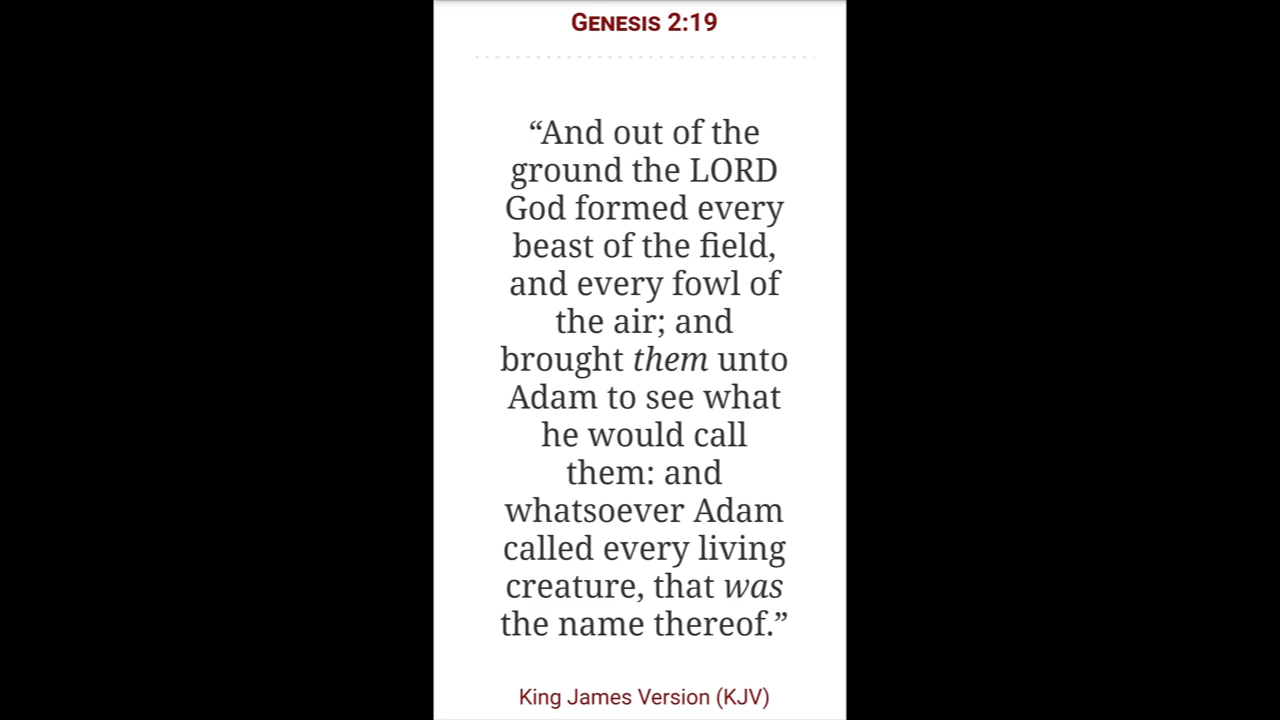 Genesis 2:19
“And out of the
ground the LORD
God formed every
beast of the field,
and every fowl of
the air; and
brought them unto
Adam to see what
he would call
them: and
whatsoever Adam
called every living
creature, that was
the name thereof.”
King James Version (KJV)